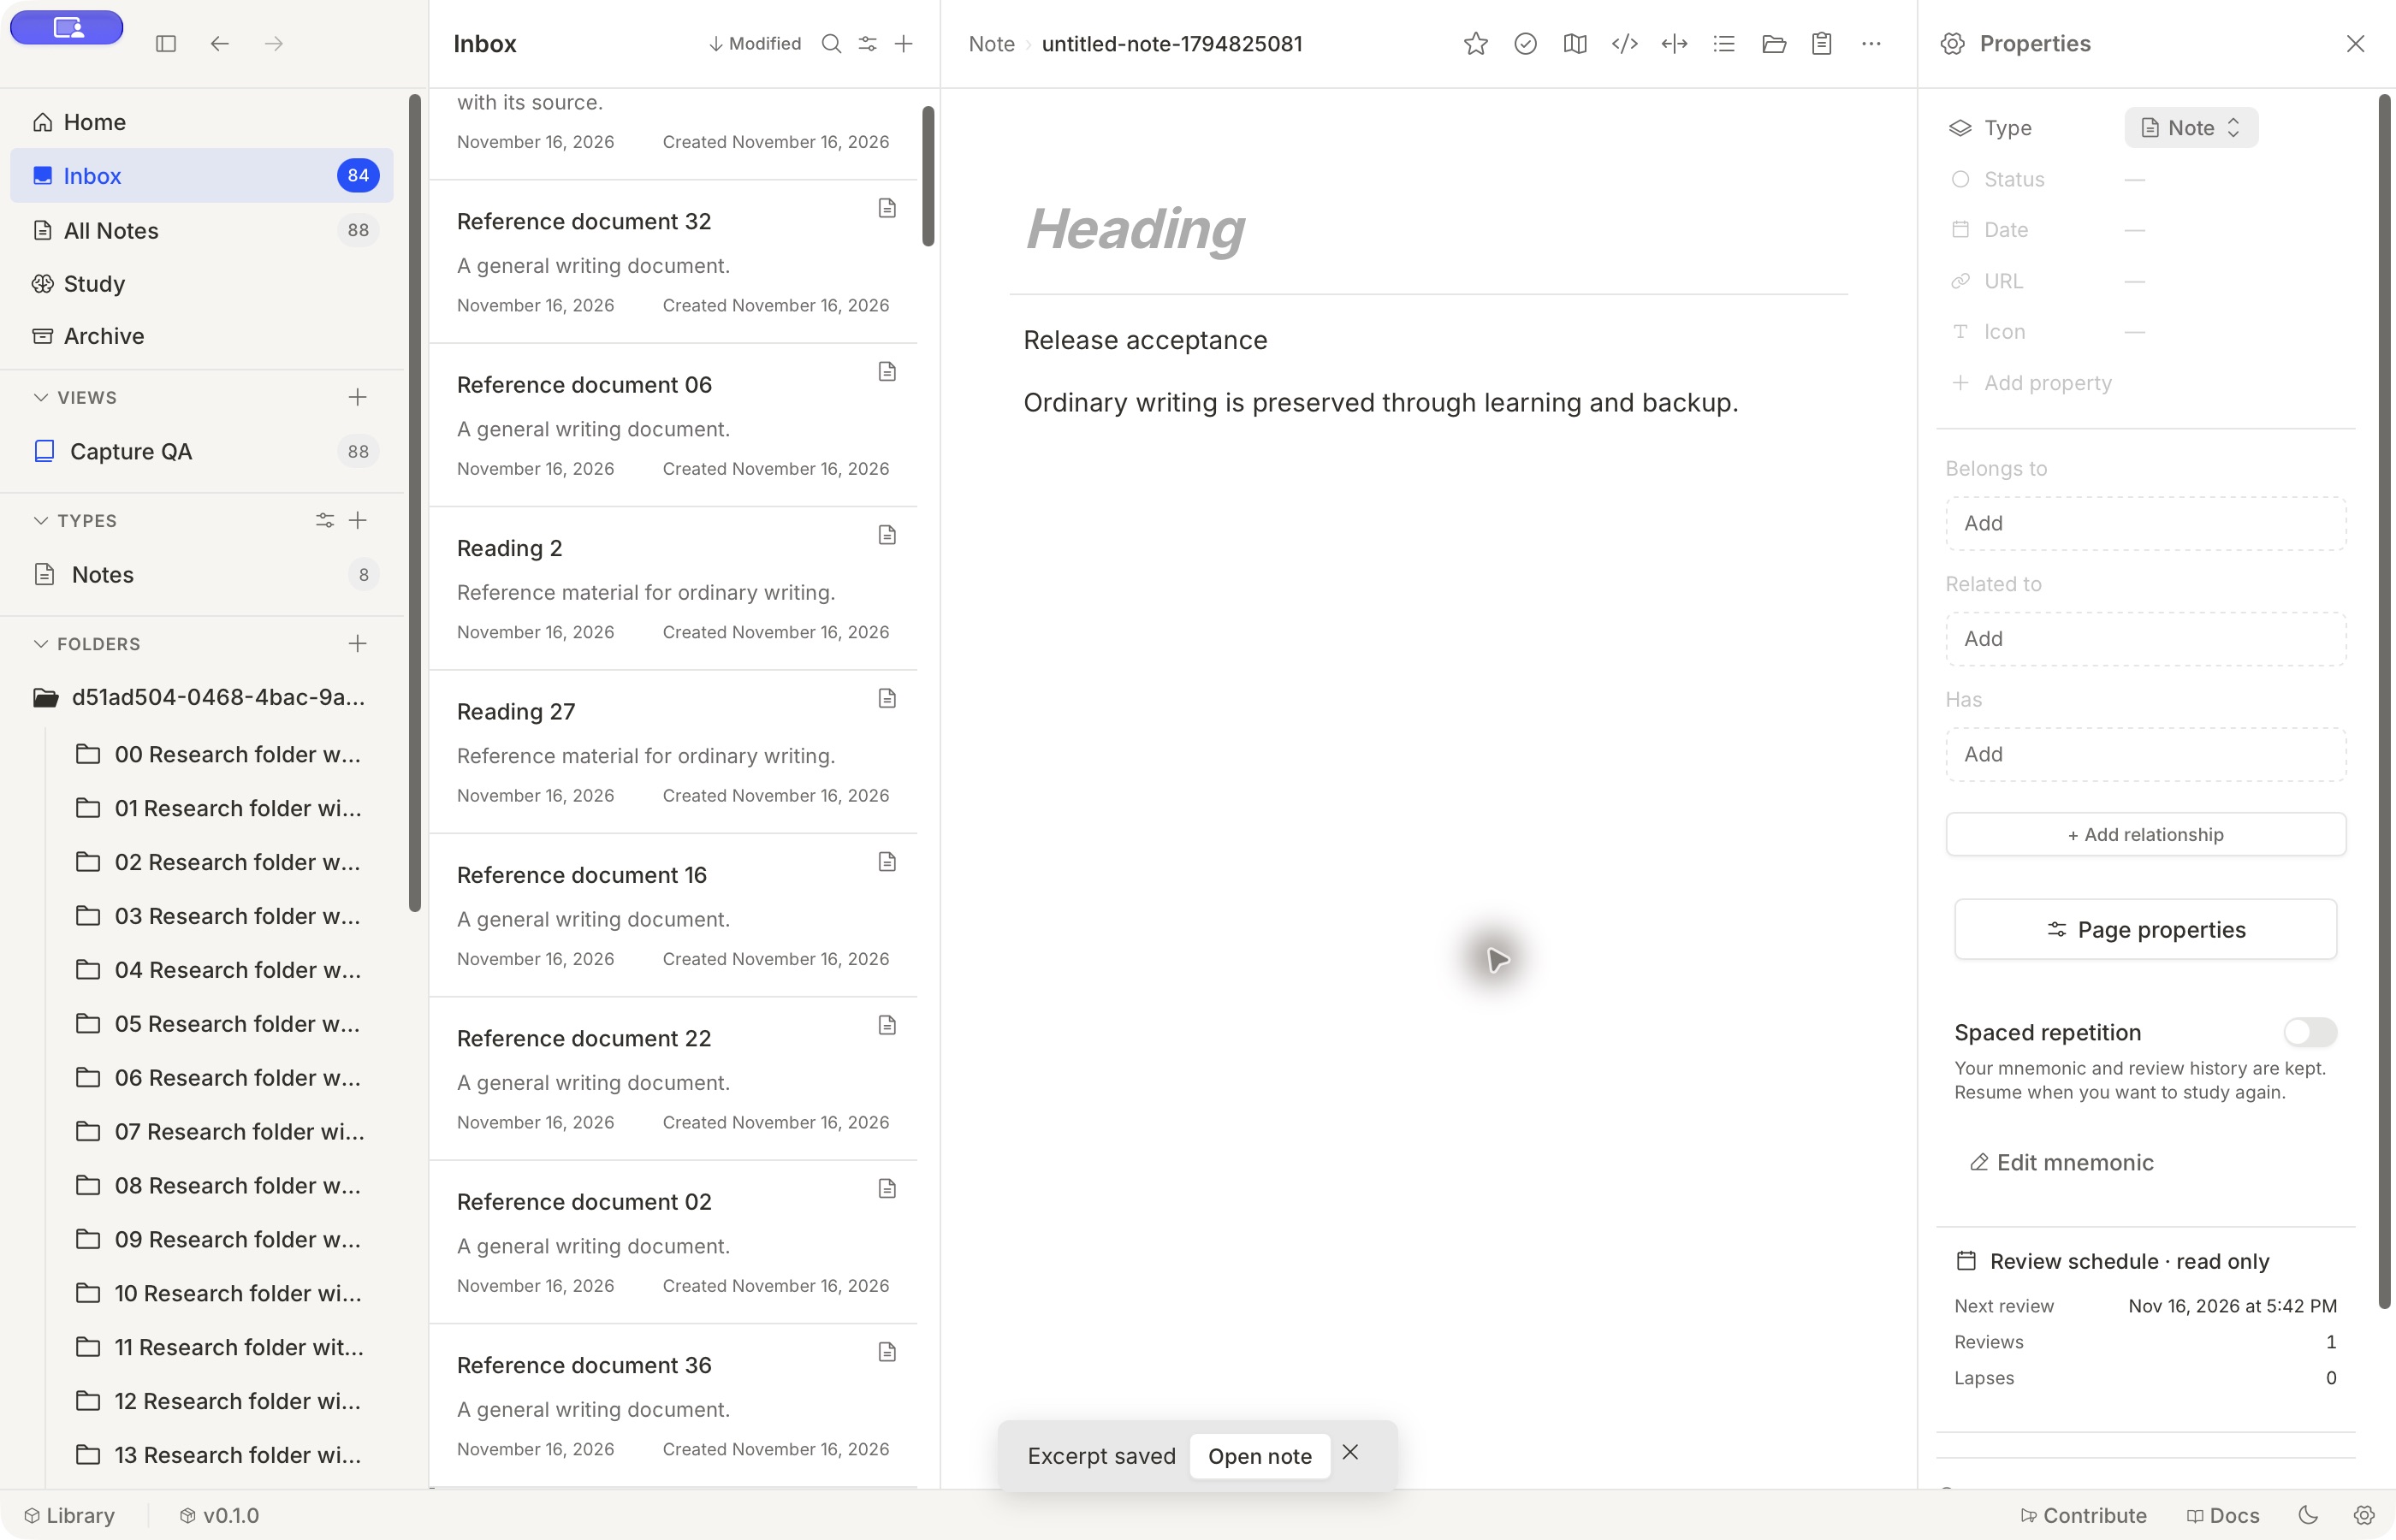 Home
Inbox 84
All Notes 88
Study
Archive
VIEWS
Capture QA 88
TYPES
Notes 8
FOLDERS
d51ad504-0468-4bac-9a...
00 Research folder w...
01 Research folder wi...
02 Research folder w...
03 Research folder w...
04 Research folder w...
05 Research folder w...
06 Research folder w...
07 Research folder wi...
08 Research folder w...
09 Research folder w...
10 Research folder wi...
11 Research folder wit...
12 Research folder wi...
13 Research folder wi...
Inbox Modified
with its source.
November 16, 2026 Created November 16, 2026
Reference document 32
A general writing document.
November 16, 2026 Created November 16, 2026
Reference document 06
A general writing document.
November 16, 2026 Created November 16, 2026
Reading 2
Reference material for ordinary writing.
November 16, 2026 Created November 16, 2026
Reading 27
Reference material for ordinary writing.
November 16, 2026 Created November 16, 2026
Reference document 16
A general writing document.
November 16, 2026 Created November 16, 2026
Reference document 22
A general writing document.
November 16, 2026 Created November 16, 2026
Reference document 02
A general writing document.
November 16, 2026 Created November 16, 2026
Reference document 36
A general writing document.
November 16, 2026 Created November 16, 2026
Note › untitled-note-1794825081
Heading
Release acceptance
Ordinary writing is preserved through learning and backup.
Excerpt saved Open note
Properties
Type Note
Status —
Date —
URL —
Icon —
+ Add property
Belongs to
Add
Related to
Add
Has
Add
+ Add relationship
Page properties
Spaced repetition
Your mnemonic and review history are kept.
Resume when you want to study again.
Edit mnemonic
Review schedule · read only
Next review Nov 16, 2026 at 5:42 PM
Reviews 1
Lapses 0
Library v0.1.0 Contribute Docs